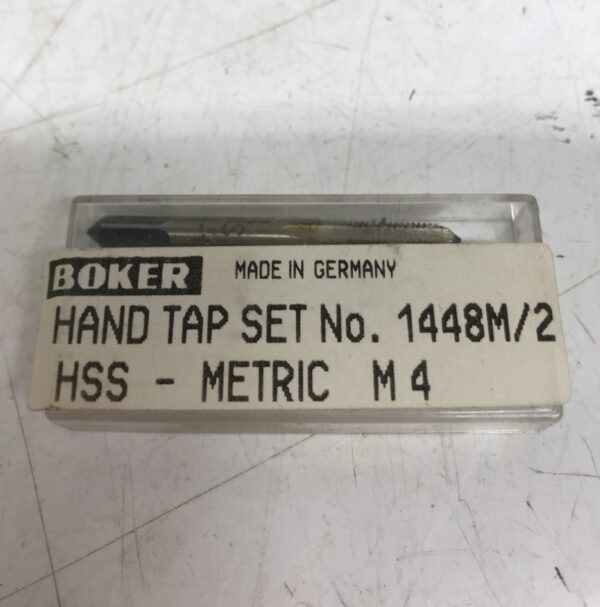 BOKER MADE IN GERMANY
HAND TAP SET No. 1448M/2
HSS - METRIC M 4